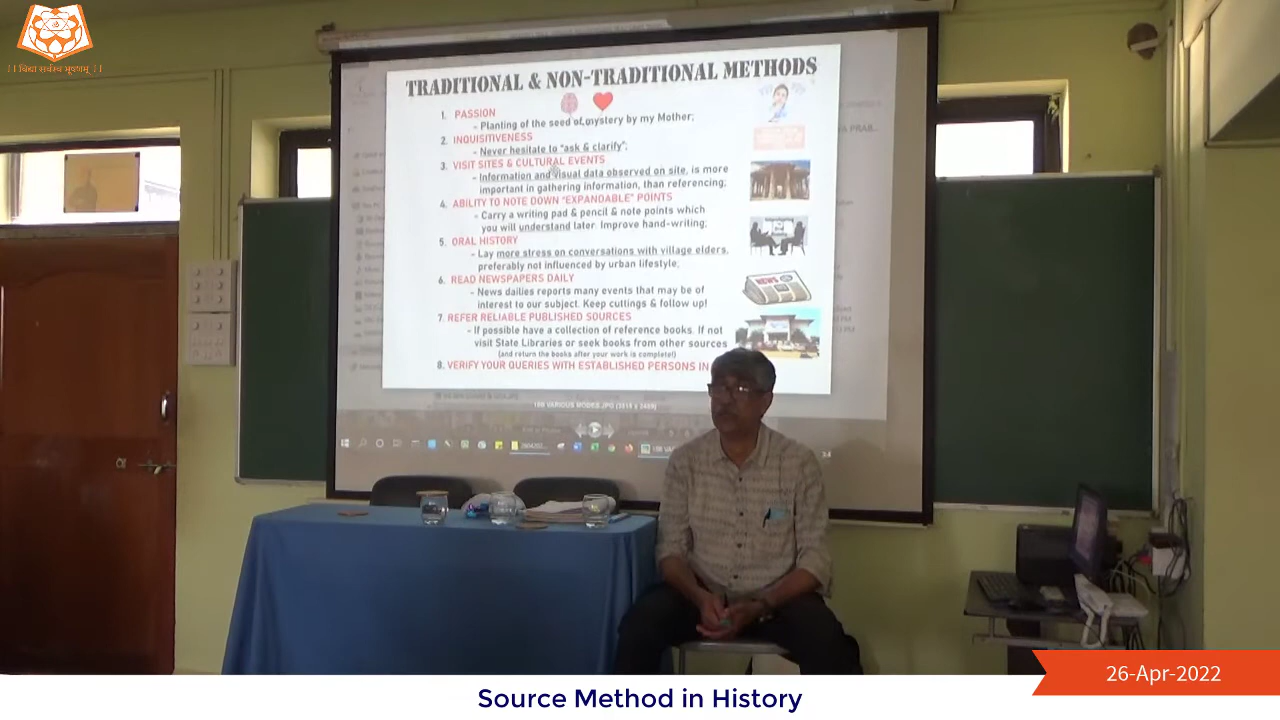 ।। विद्या सर्वस्य भूषणम् ।।
TRADITIONAL & NON-TRADITIONAL METHODS
1. PASSION
- Planting of the seed of mystery by my Mother;
2. INQUISITIVENESS
- Never hesitate to "ask & clarify";
3. VISIT SITES & CULTURAL EVENTS
- Information and visual data observed on site, is more
important in gathering information, than referencing;
4. ABILITY TO NOTE DOWN "EXPANDABLE" POINTS
- Carry a writing pad & pencil & note points which
you will understand later. Improve hand-writing;
5. ORAL HISTORY
- Lay more stress on conversations with village elders,
preferably not influenced by urban lifestyle;
6. READ NEWSPAPERS DAILY
- News dailies reports many events that may be of
interest to our subject. Keep cuttings & follow up!
NEWS
7. REFER RELIABLE PUBLISHED SOURCES
- If possible have a collection of reference books. If not
visit State Libraries or seek books from other sources
(and return the books after your work is complete!)
8. VERIFY YOUR QUERIES WITH ESTABLISHED PERSONS IN
26-Apr-2022
Source Method in History